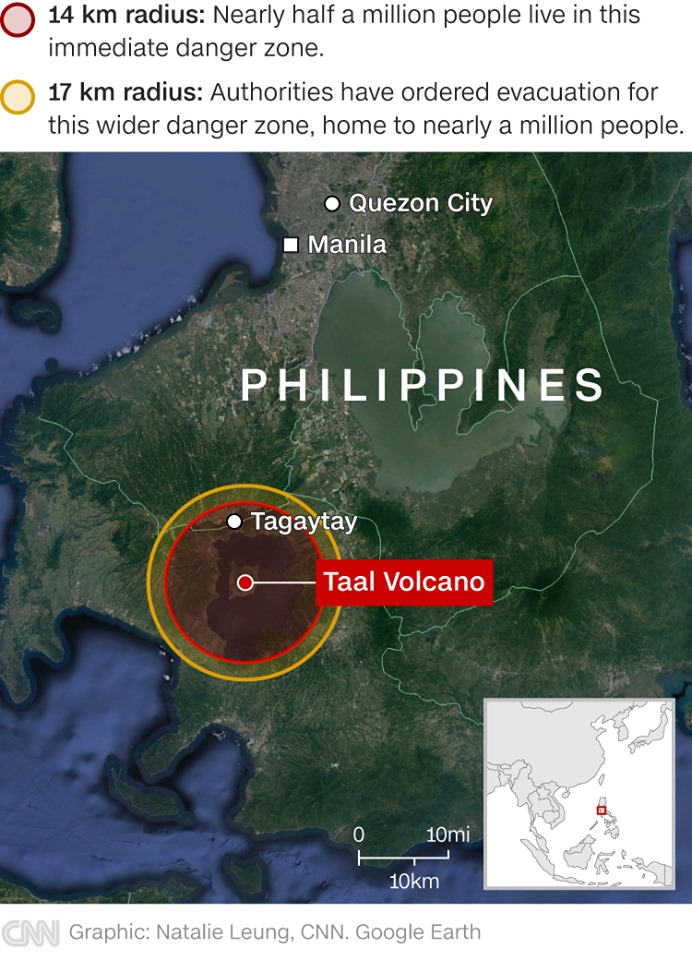 14 km radius: Nearly half a million people live in this
immediate danger zone.
17 km radius: Authorities have ordered evacuation for
this wider danger zone, home to nearly a million people.
Quezon City
Manila
PHILIPPINES
Tagaytay
Taal Volcano
0 10mi
10km
CNN Graphic: Natalie Leung, CNN. Google Earth